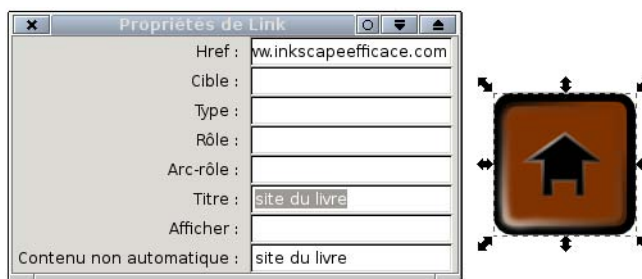 Propriétés de Link
Href : ww.inkscapeefficace.com
Cible :
Type :
Rôle :
Arc-rôle :
Titre : site du livre
Afficher :
Contenu non automatique : site du livre